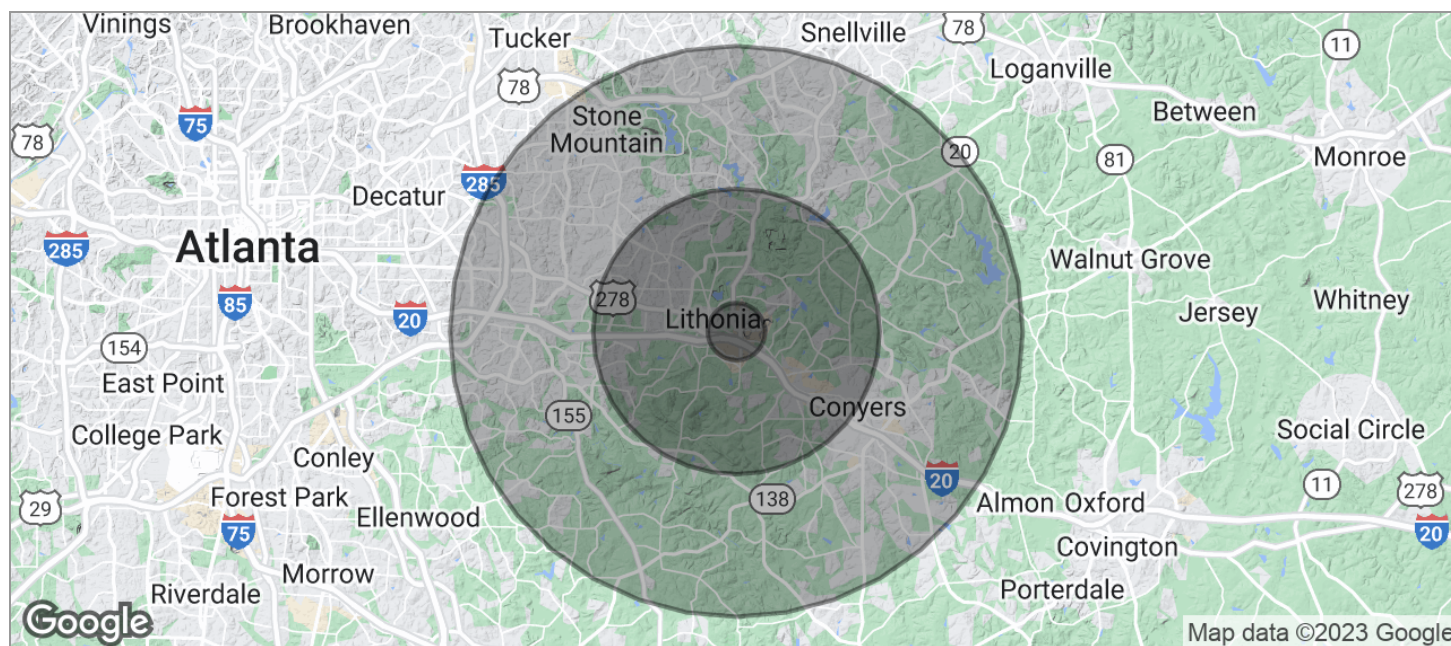 Vinings
Brookhaven
Tucker
Snellville
78
11
Loganville
78
75
Stone
Mountain
Between
78
20
81
Monroe
Decatur
285
Atlanta
285
Walnut Grove
278
85
20
Lithonia
Jersey
Whitney
154
East Point
155
Conyers
College Park
Social Circle
Conley
20
11
278
29
Forest Park
138
Almon
Oxford
75
Ellenwood
20
Covington
Morrow
Riverdale
Porterdale
Google
Map data ©2023 Google